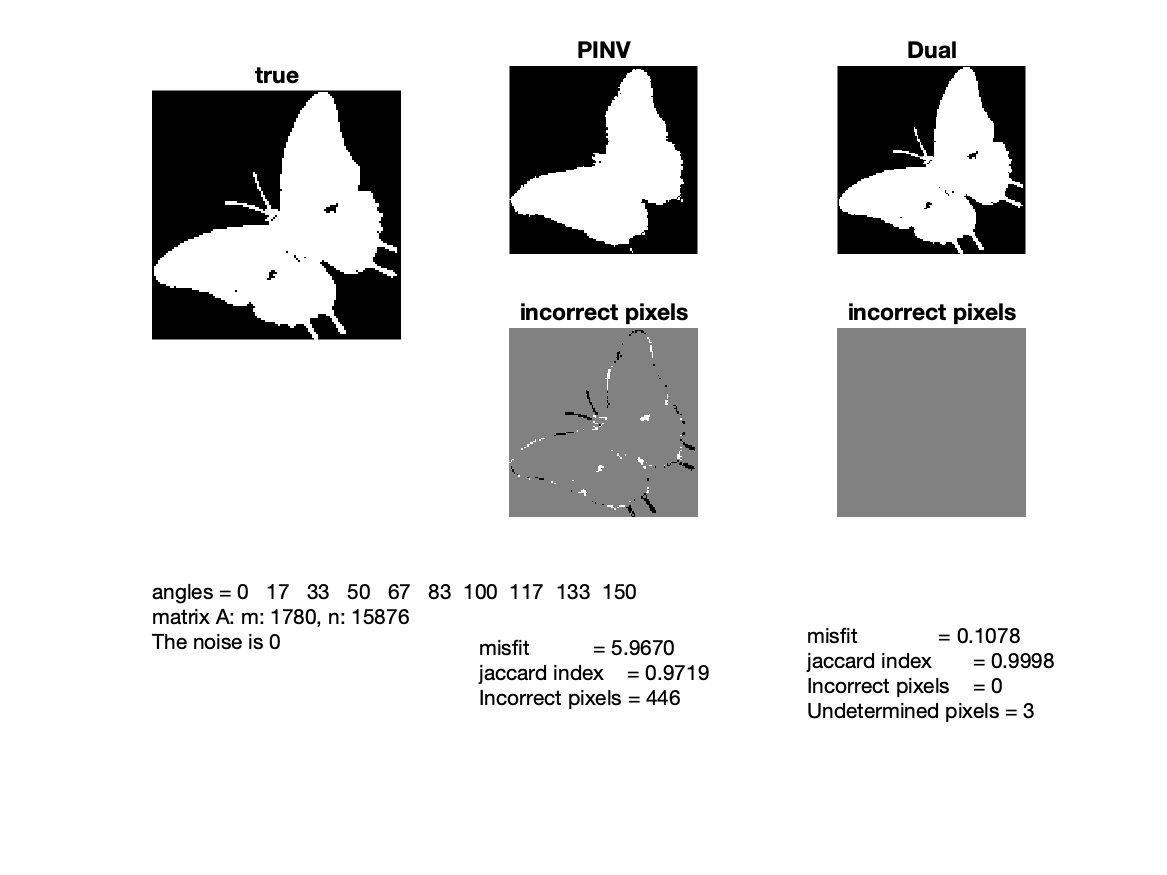 true
PINV
Dual
incorrect pixels
incorrect pixels
angles = 0 17 33 50 67 83 100 117 133 150
matrix A: m: 1780, n: 15876
The noise is 0
misfit = 5.9670
jaccard index = 0.9719
Incorrect pixels = 446
misfit = 0.1078
jaccard index = 0.9998
Incorrect pixels = 0
Undetermined pixels = 3